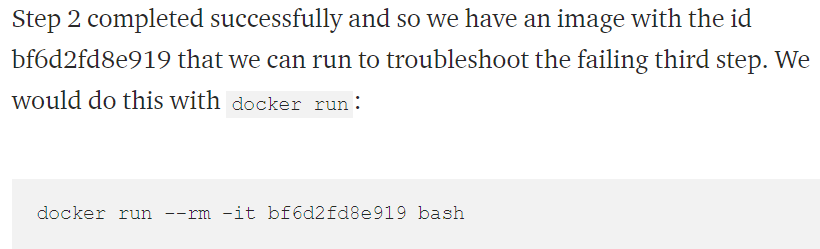 Step 2 completed successfully and so we have an image with the id
bf6d2fd8e919 that we can run to troubleshoot the failing third step. We
would do this with docker run:
docker run --rm -it bf6d2fd8e919 bash